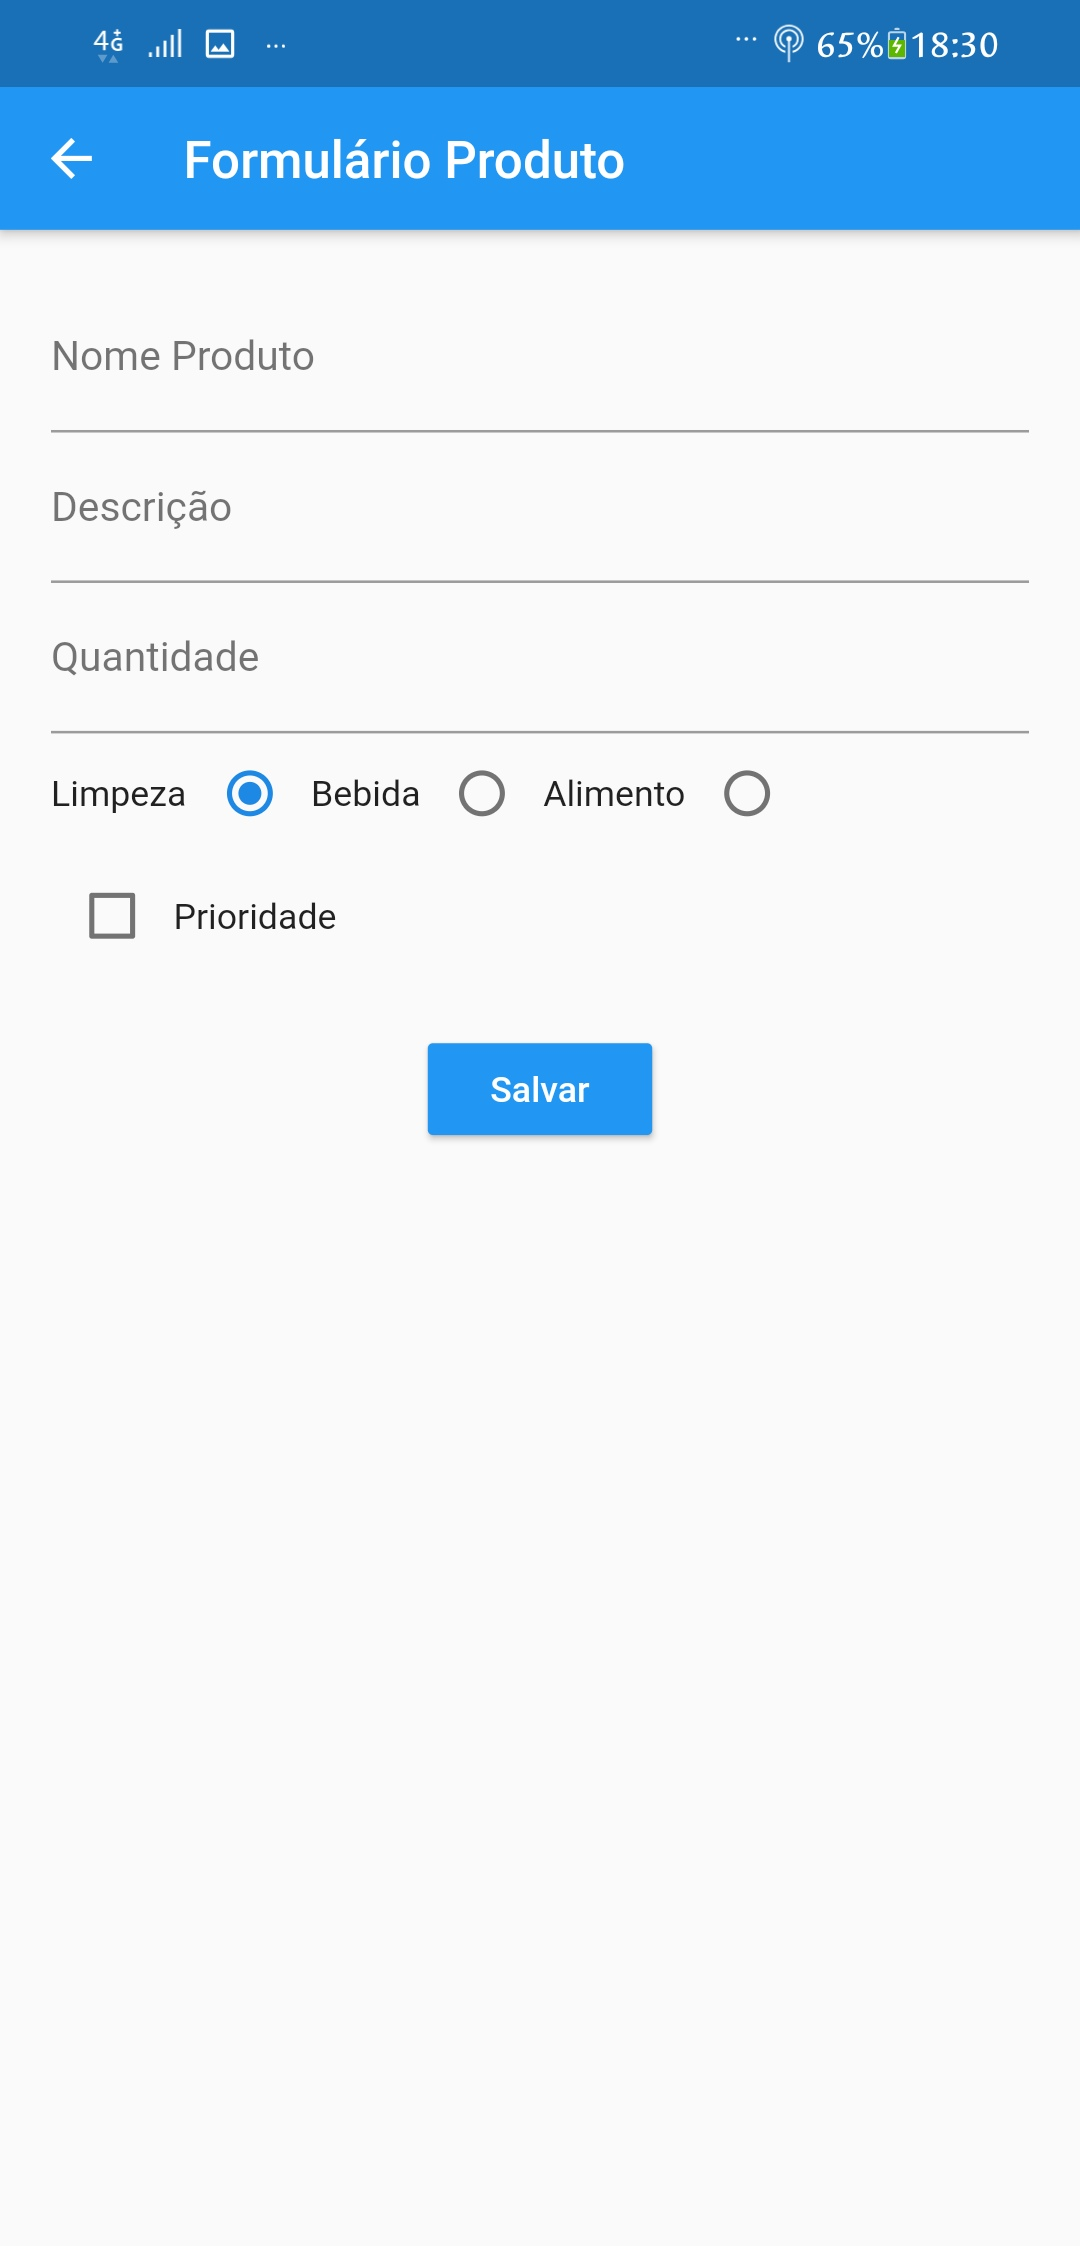 4G+ ... ... 65% 18:30
Formulário Produto
Nome Produto
Descrição
Quantidade
Limpeza Bebida Alimento
Prioridade
Salvar